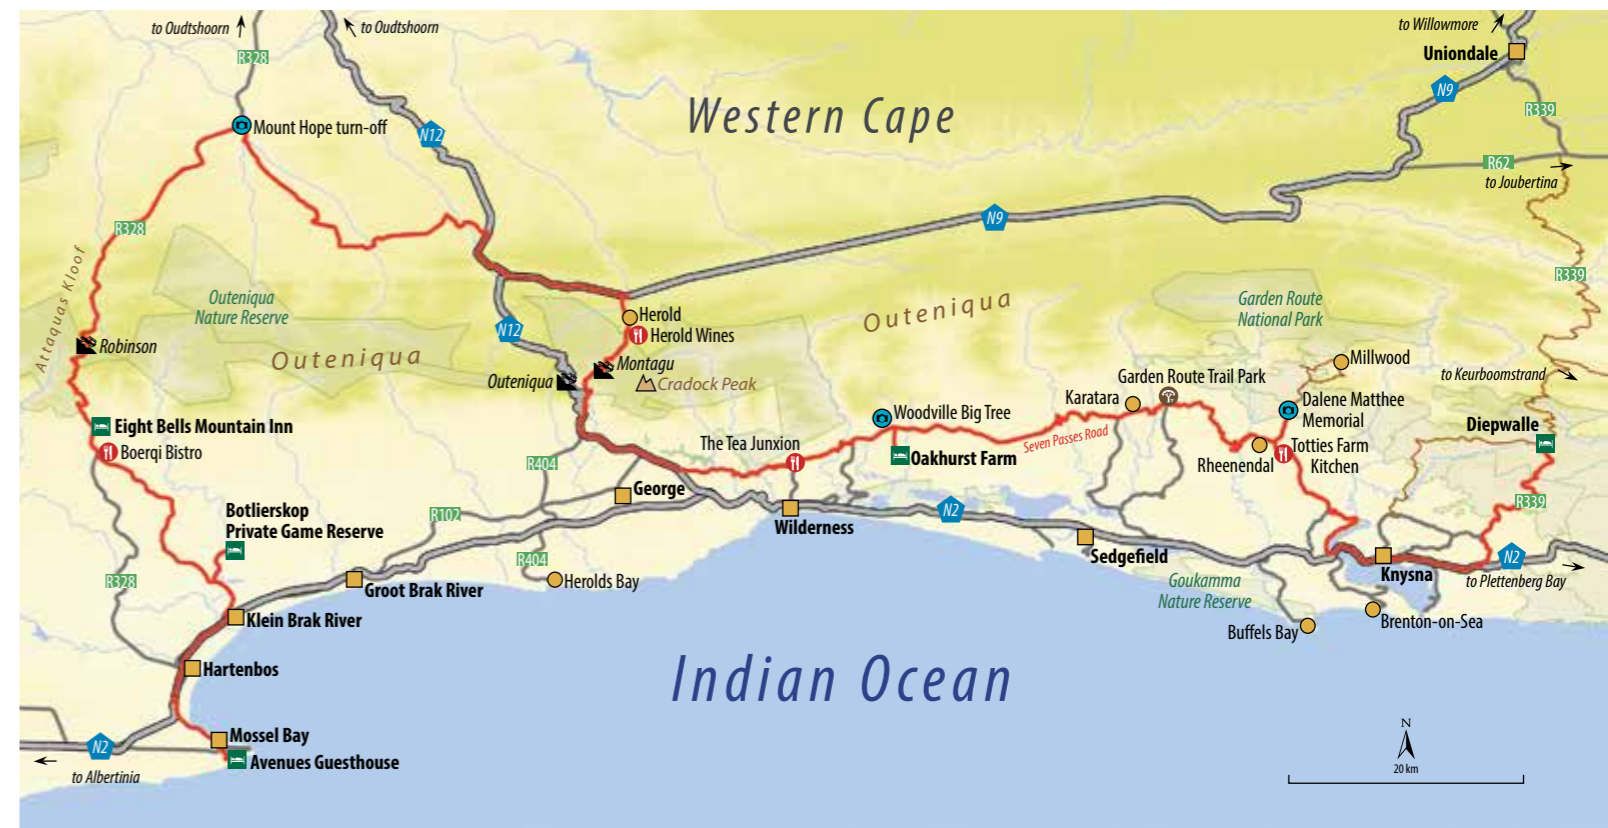 to Oudtshoorn
to Oudtshoorn
to Willowmore
Uniondale
R328
N9
Western Cape
R339
Mount Hope turn-off
N12
R62
to Joubertina
N9
R328
Attaquas Kloof
R339
Outeniqua
Nature Reserve
Outeniqua
Garden Route
National Park
Herold
N12
Herold Wines
Robinson
Outeniqua
Montagu
Millwood
Outeniqua
Cradock Peak
Garden Route Trail Park
to Keurboomstrand
Karatara
Dalene Matthee
Memorial
Woodville Big Tree
Eight Bells Mountain Inn
Diepwalle
The Tea Junxion
Seven Passes Road
Totties Farm
Kitchen
Boerqi Bistro
Oakhurst Farm
Rheenendal
R404
George
R339
Botlierskop
Private Game Reserve
R102
N2
Wilderness
Sedgefield
N2
R404
Knysna
to Plettenberg Bay
R328
Herolds Bay
Goukamma
Nature Reserve
Groot Brak River
Klein Brak River
Brenton-on-Sea
Buffels Bay
Hartenbos
Indian Ocean
N
Mossel Bay
N2
Avenues Guesthouse
20 km
to Albertinia